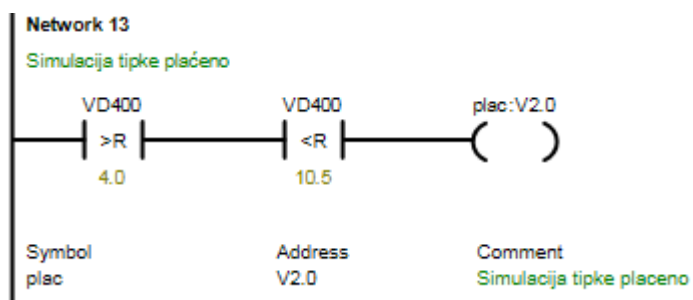 Network 13
Simulacija tipke plaćeno
VD400 VD400 plac:V2.0
>R <R ( )
4.0 10.5
Symbol Address Comment
plac V2.0 Simulacija tipke placeno